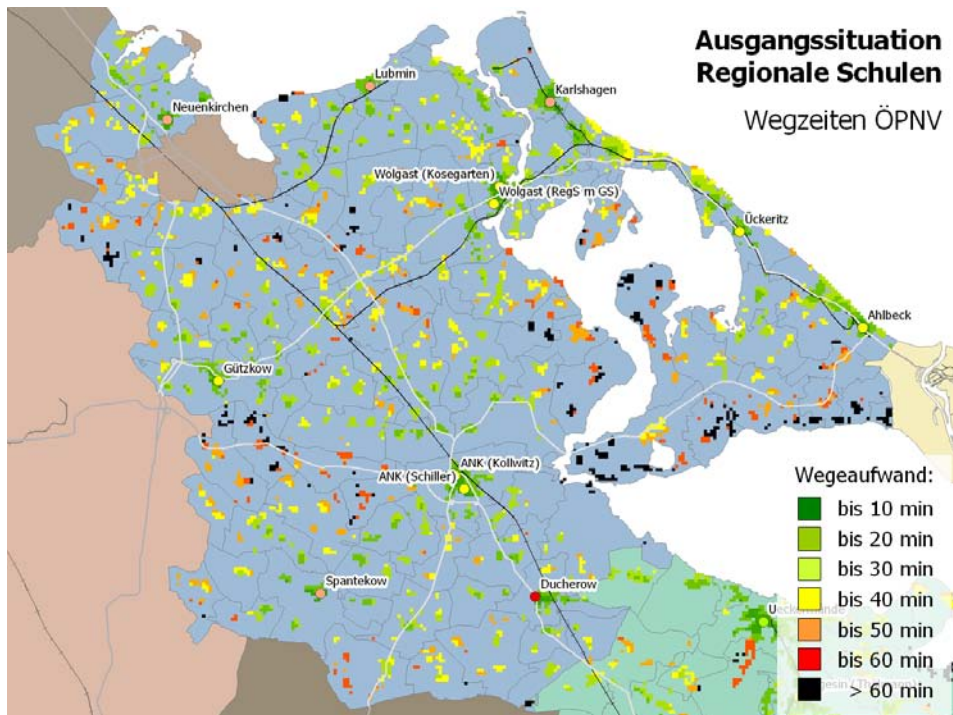 Ausgangssituation
Regionale Schulen
Wegzeiten ÖPNV
Lubmin
Karlshagen
Neuenkirchen
Wolgast (Kosegarten)
Wolgast (RegS m GS)
Ückeritz
Ahlbeck
Gützkow
ANK (Kollwitz)
ANK (Schiller)
Spantekow
Ducherow
Ueckermünde
Wegeaufwand:
bis 10 min
bis 20 min
bis 30 min
bis 40 min
bis 50 min
bis 60 min
> 60 min